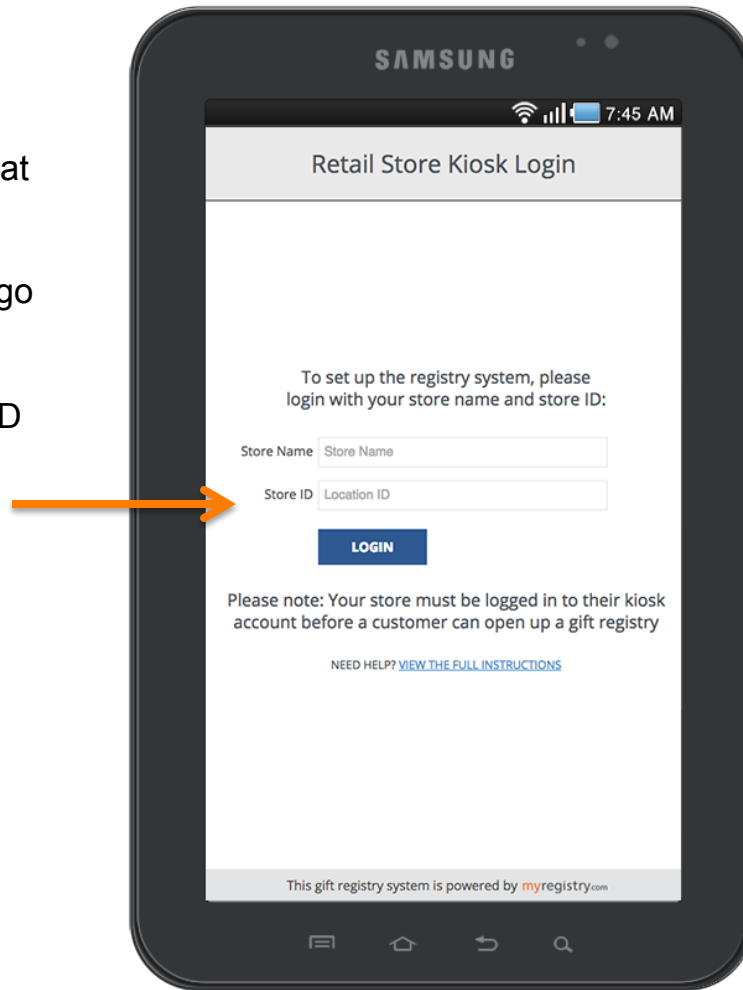 at
go
D
SAMSUNG
7:45 AM
Retail Store Kiosk Login
To set up the registry system, please
login with your store name and store ID:
Store Name Store Name
Store ID Location ID
LOGIN
Please note: Your store must be logged in to their kiosk
account before a customer can open up a gift registry
NEED HELP? VIEW THE FULL INSTRUCTIONS
This gift registry system is powered by myregistry.com